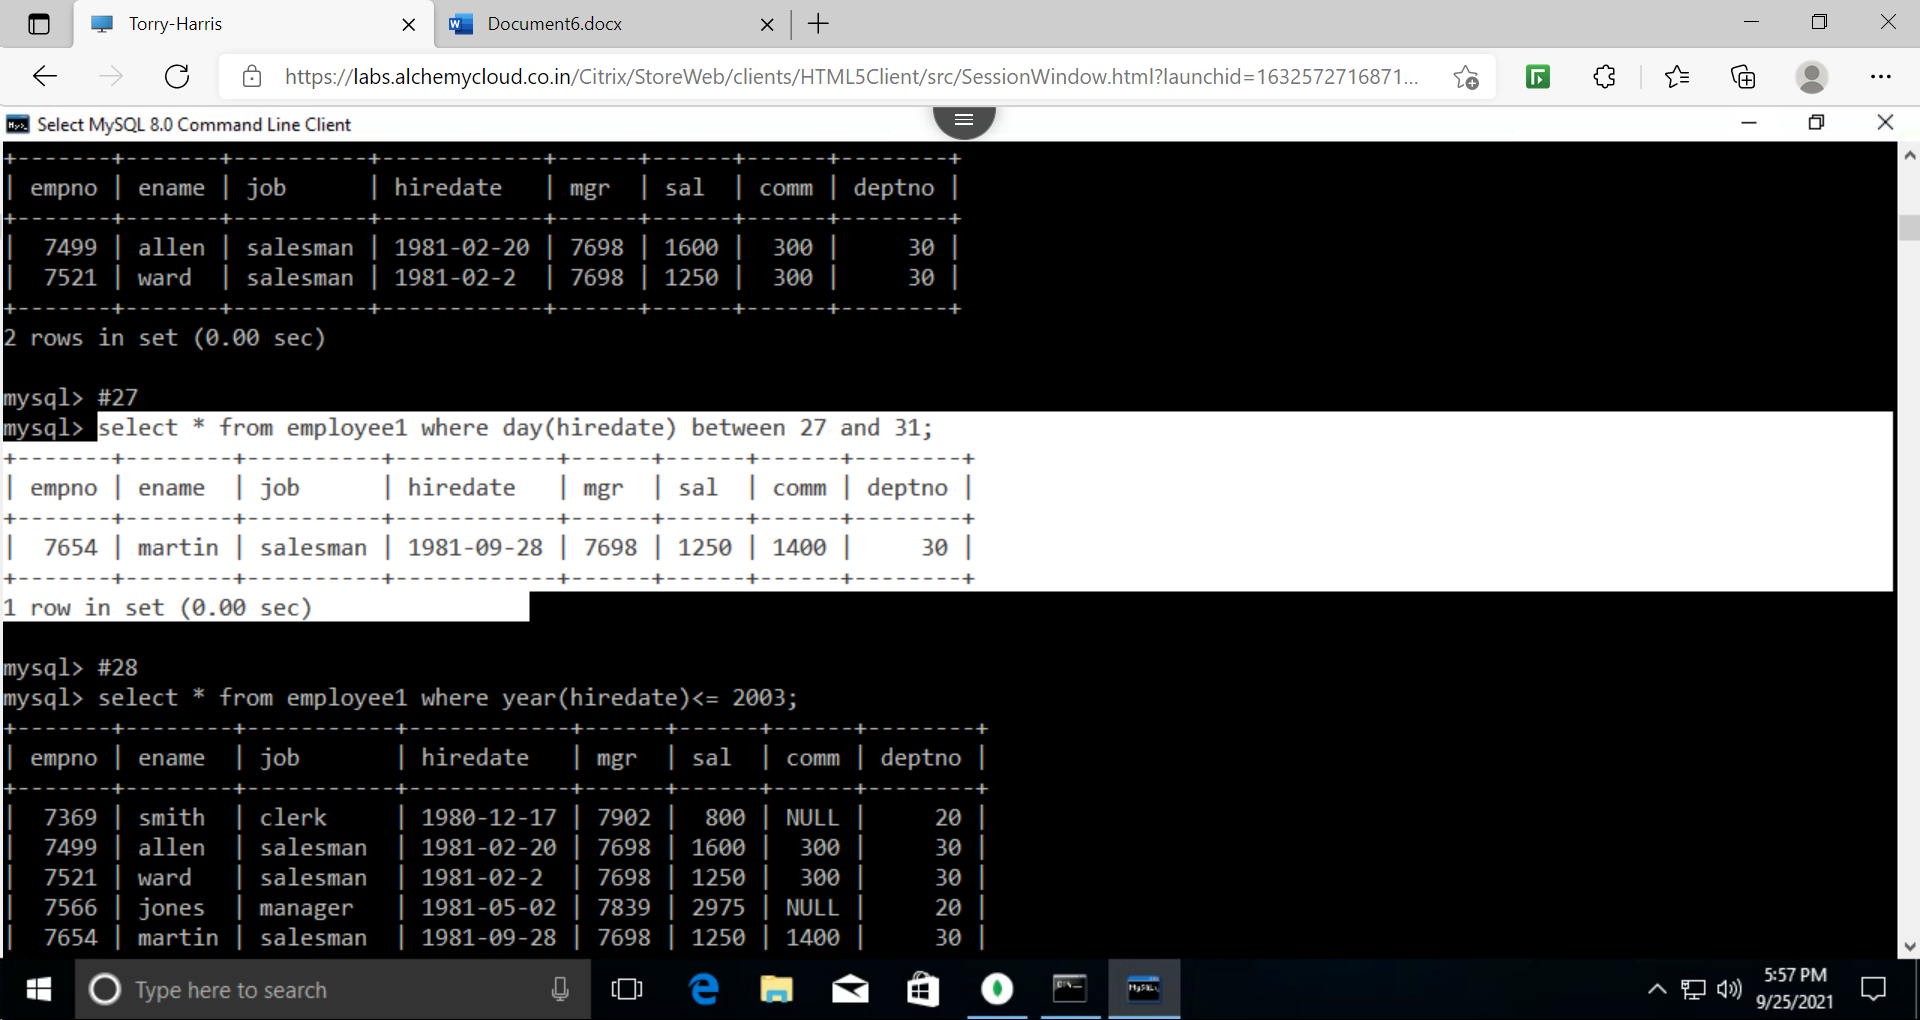 Torry-Harris
Document6.docx
https://labs.alchemycloud.co.in/Citrix/StoreWeb/clients/HTML5Client/src/SessionWindow.html?launchid=1632572716871...
Select MySQL 8.0 Command Line Client
+-------+-------+----------+------------+------+------+------+--------+
| empno | ename | job      | hiredate   | mgr  | sal  | comm | deptno |
+-------+-------+----------+------------+------+------+------+--------+
|  7499 | allen | salesman | 1981-02-20 | 7698 | 1600 |  300 |     30 |
|  7521 | ward  | salesman | 1981-02-2  | 7698 | 1250 |  300 |     30 |
+-------+-------+----------+------------+------+------+------+--------+
2 rows in set (0.00 sec)
mysql> #27
mysql> select * from employee1 where day(hiredate) between 27 and 31;
+-------+--------+----------+------------+------+------+------+--------+
| empno | ename  | job      | hiredate   | mgr  | sal  | comm | deptno |
+-------+--------+----------+------------+------+------+------+--------+
|  7654 | martin | salesman | 1981-09-28 | 7698 | 1250 | 1400 |     30 |
+-------+--------+----------+------------+------+------+------+--------+
1 row in set (0.00 sec)
mysql> #28
mysql> select * from employee1 where year(hiredate)<= 2003;
+-------+--------+-----------+------------+------+------+------+--------+
| empno | ename  | job       | hiredate   | mgr  | sal  | comm | deptno |
+-------+--------+-----------+------------+------+------+------+--------+
|  7369 | smith  | clerk     | 1980-12-17 | 7902 |  800 | NULL |     20 |
|  7499 | allen  | salesman  | 1981-02-20 | 7698 | 1600 |  300 |     30 |
|  7521 | ward   | salesman  | 1981-02-2  | 7698 | 1250 |  300 |     30 |
|  7566 | jones  | manager   | 1981-05-02 | 7839 | 2975 | NULL |     20 |
|  7654 | martin | salesman  | 1981-09-28 | 7698 | 1250 | 1400 |     30 |
Type here to search
5:57 PM
9/25/2021